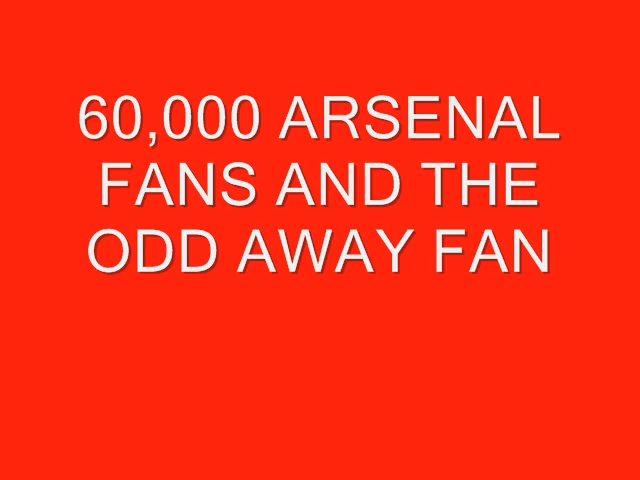 60,000 ARSENAL
FANS AND THE
ODD AWAY FAN